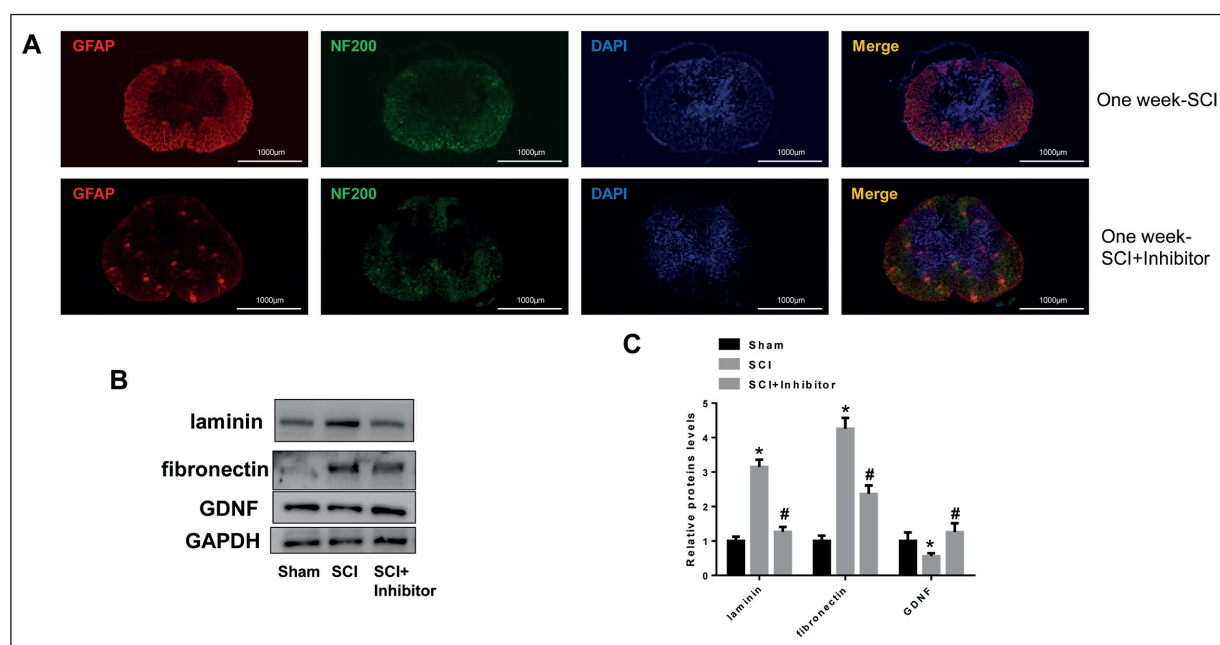 A
GFAP
NF200
DAPI
Merge
One week-SCI
1000μm
1000μm
1000μm
1000μm
GFAP
NF200
DAPI
Merge
One week-
SCI+Inhibitor
1000μm
1000μm
1000μm
1000μm
B
laminin
fibronectin
GDNF
GAPDH
Sham
SCI
SCI+
Inhibitor
C
Sham
SCI
SCI+Inhibitor
Relative proteins levels
5
4
3
2
1
0
*
#
*
#
*
#
laminin
fibronectin
GDNF